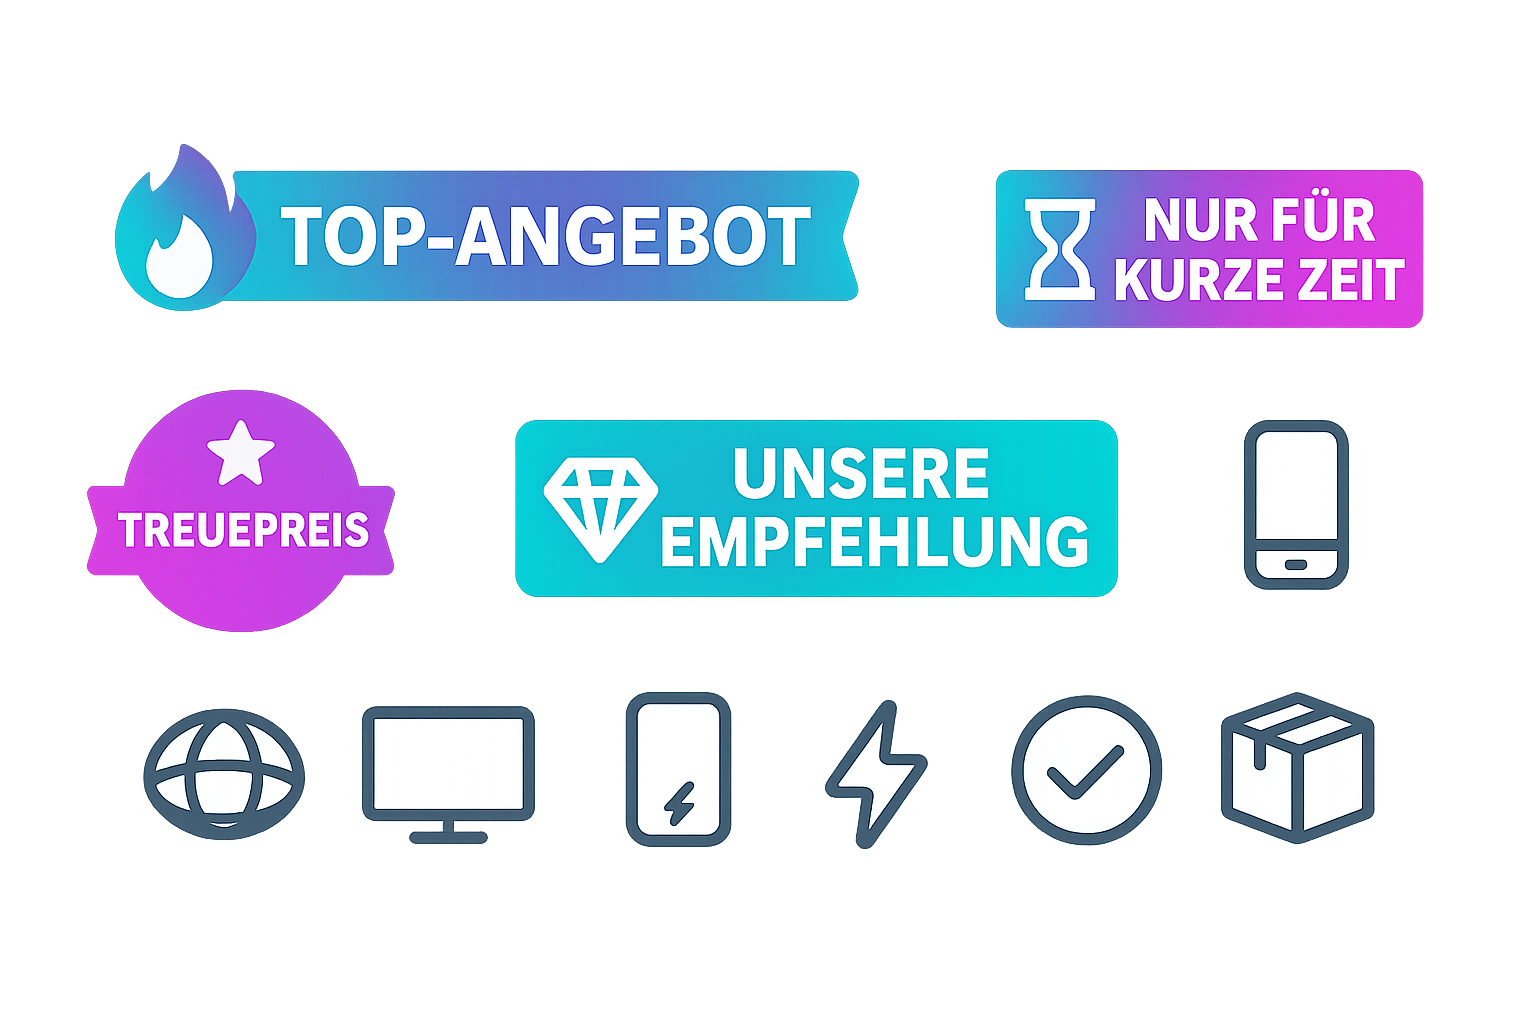 TOP-ANGEBOT
NUR FÜR
KURZE ZEIT
TREUEPREIS
UNSERE
EMPFEHLUNG